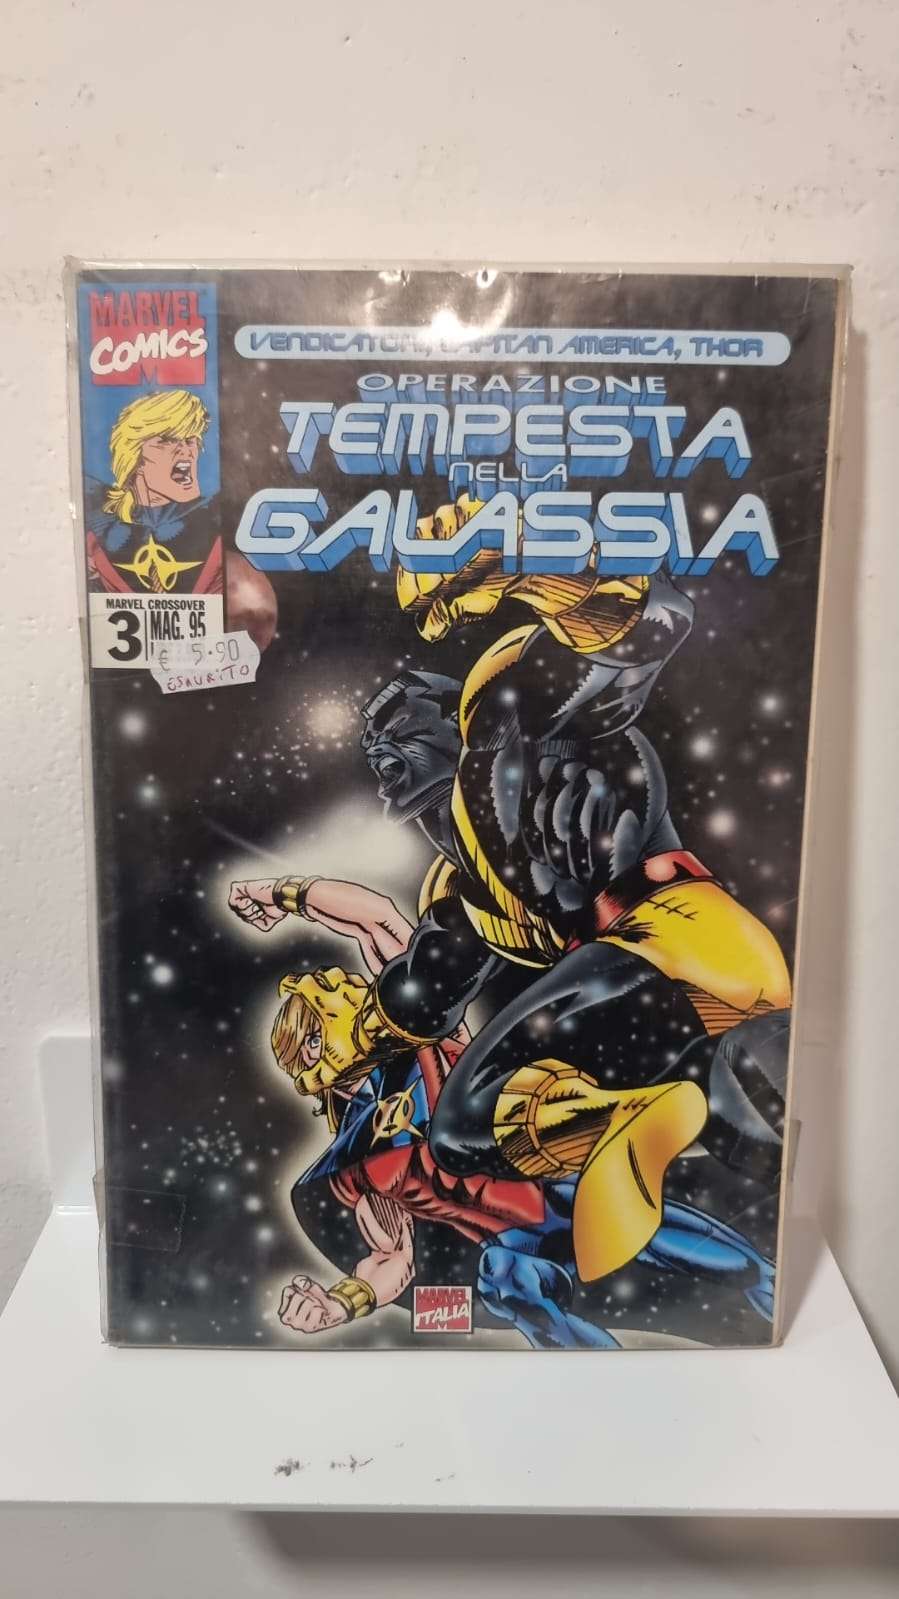 MARVEL
COMICS
VENDICATORI, CAPITAN AMERICA, THOR
OPERAZIONE
TEMPESTA
NELLA
GALASSIA
MARVEL CROSSOVER
3
MAG. 95
€ 5.90
ESAURITO
MARVEL
ITALIA